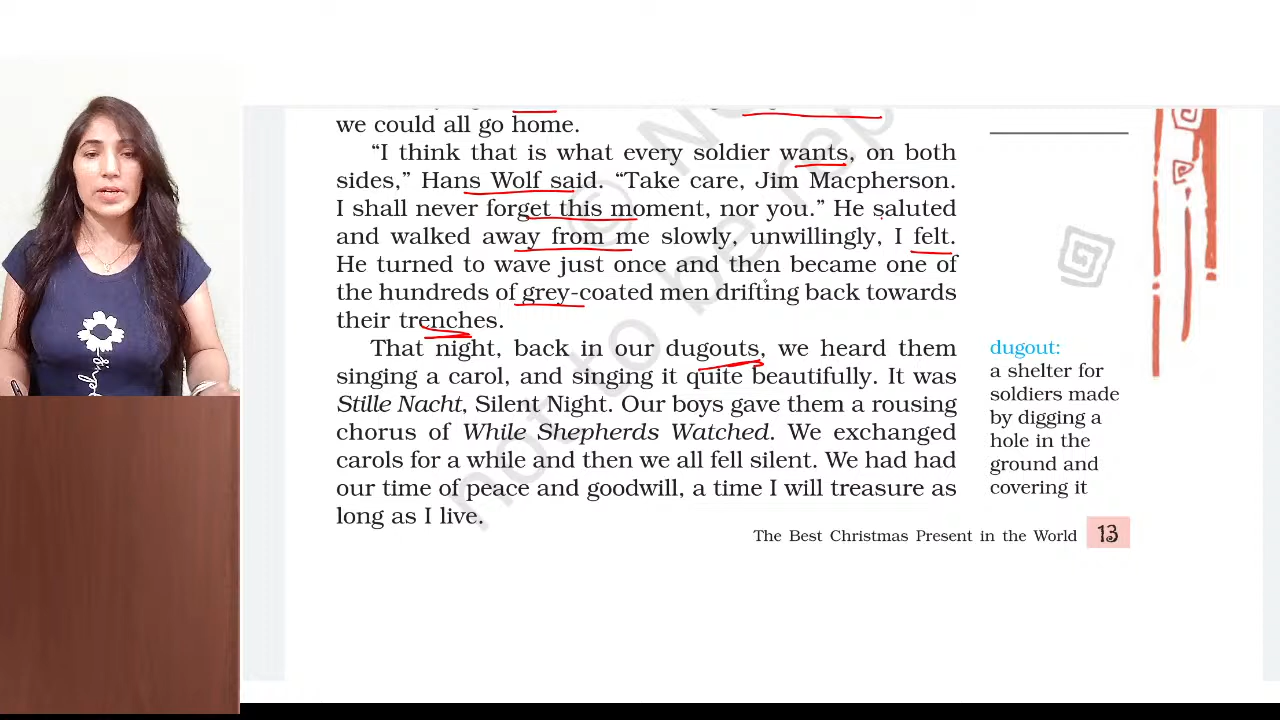 we could all go home.
“I think that is what every soldier wants, on both
sides,” Hans Wolf said. “Take care, Jim Macpherson.
I shall never forget this moment, nor you.” He saluted
and walked away from me slowly, unwillingly, I felt.
He turned to wave just once and then became one of
the hundreds of grey-coated men drifting back towards
their trenches.
That night, back in our dugouts, we heard them
singing a carol, and singing it quite beautifully. It was
Stille Nacht, Silent Night. Our boys gave them a rousing
chorus of While Shepherds Watched. We exchanged
carols for a while and then we all fell silent. We had had
our time of peace and goodwill, a time I will treasure as
long as I live.
dugout:
a shelter for
soldiers made
by digging a
hole in the
ground and
covering it
The Best Christmas Present in the World 13
not to be rep
©